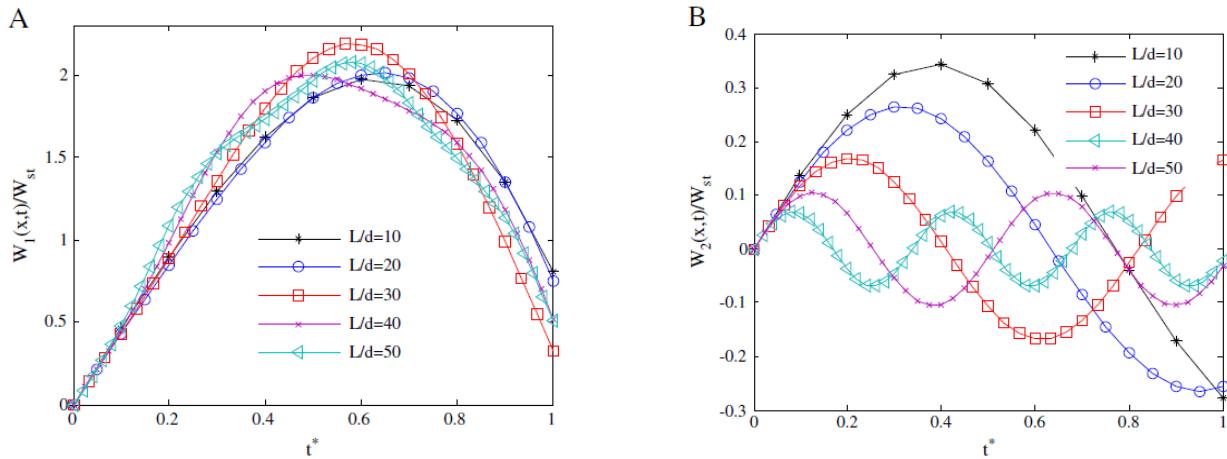 A
W1(x,t)/Wst
2
1.5
1
0.5
0
0 0.2 0.4 0.6 0.8 1
t*
L/d=10
L/d=20
L/d=30
L/d=40
L/d=50
B
W2(x,t)/Wst
0.4
0.3
0.2
0.1
0
-0.1
-0.2
-0.3
0 0.2 0.4 0.6 0.8 1
t*
L/d=10
L/d=20
L/d=30
L/d=40
L/d=50